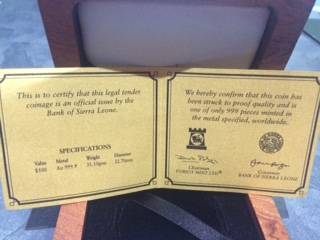 This is to certify that this legal tender
coinage is an official issue by the
Bank of Sierra Leone.
SPECIFICATIONS
Value Metal Weight Diameter
$100 Au 999.9 31.10gms 32.70mm
We hereby confirm that this coin has
been struck to proof quality and is
one of only 999 pieces minted in
the metal specified, worldwide.
Chairman
POBJOY MINT LTD
Governor
BANK OF SIERRA LEONE